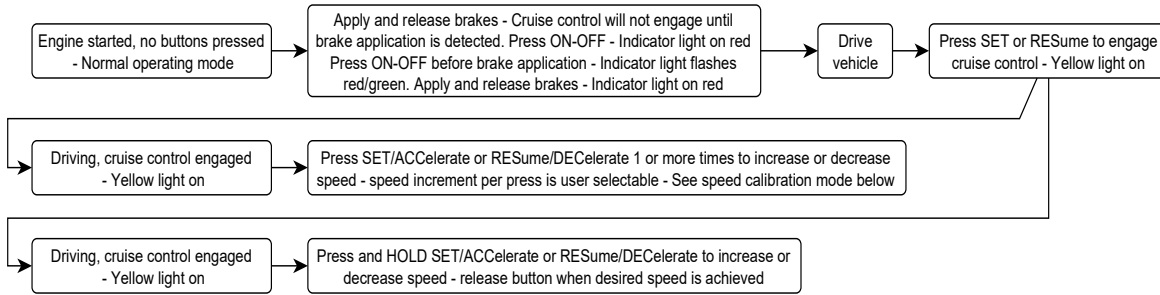 Engine started, no buttons pressed
- Normal operating mode
Apply and release brakes - Cruise control will not engage until
brake application is detected. Press ON-OFF - Indicator light on red
Press ON-OFF before brake application - Indicator light flashes
red/green. Apply and release brakes - Indicator light on red
Drive
vehicle
Press SET or RESume to engage
cruise control - Yellow light on
Driving, cruise control engaged
- Yellow light on
Press SET/ACCelerate or RESume/DECelerate 1 or more times to increase or decrease
speed - speed increment per press is user selectable - See speed calibration mode below
Driving, cruise control engaged
- Yellow light on
Press and HOLD SET/ACCelerate or RESume/DECelerate to increase or
decrease speed - release button when desired speed is achieved